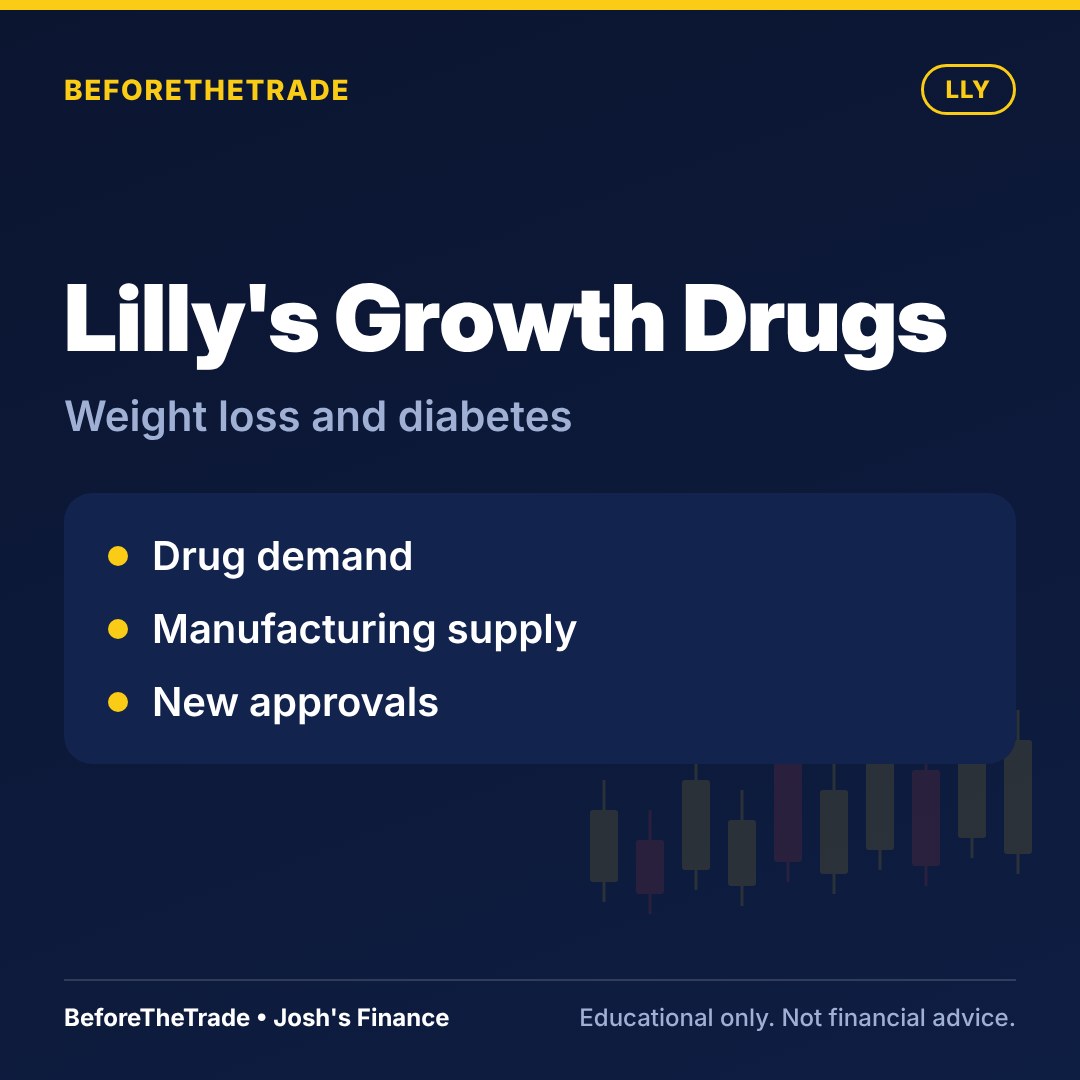 BEFORETHETRADE
LLY
Lilly's Growth Drugs
Weight loss and diabetes
Drug demand
Manufacturing supply
New approvals
BeforeTheTrade • Josh's Finance
Educational only. Not financial advice.